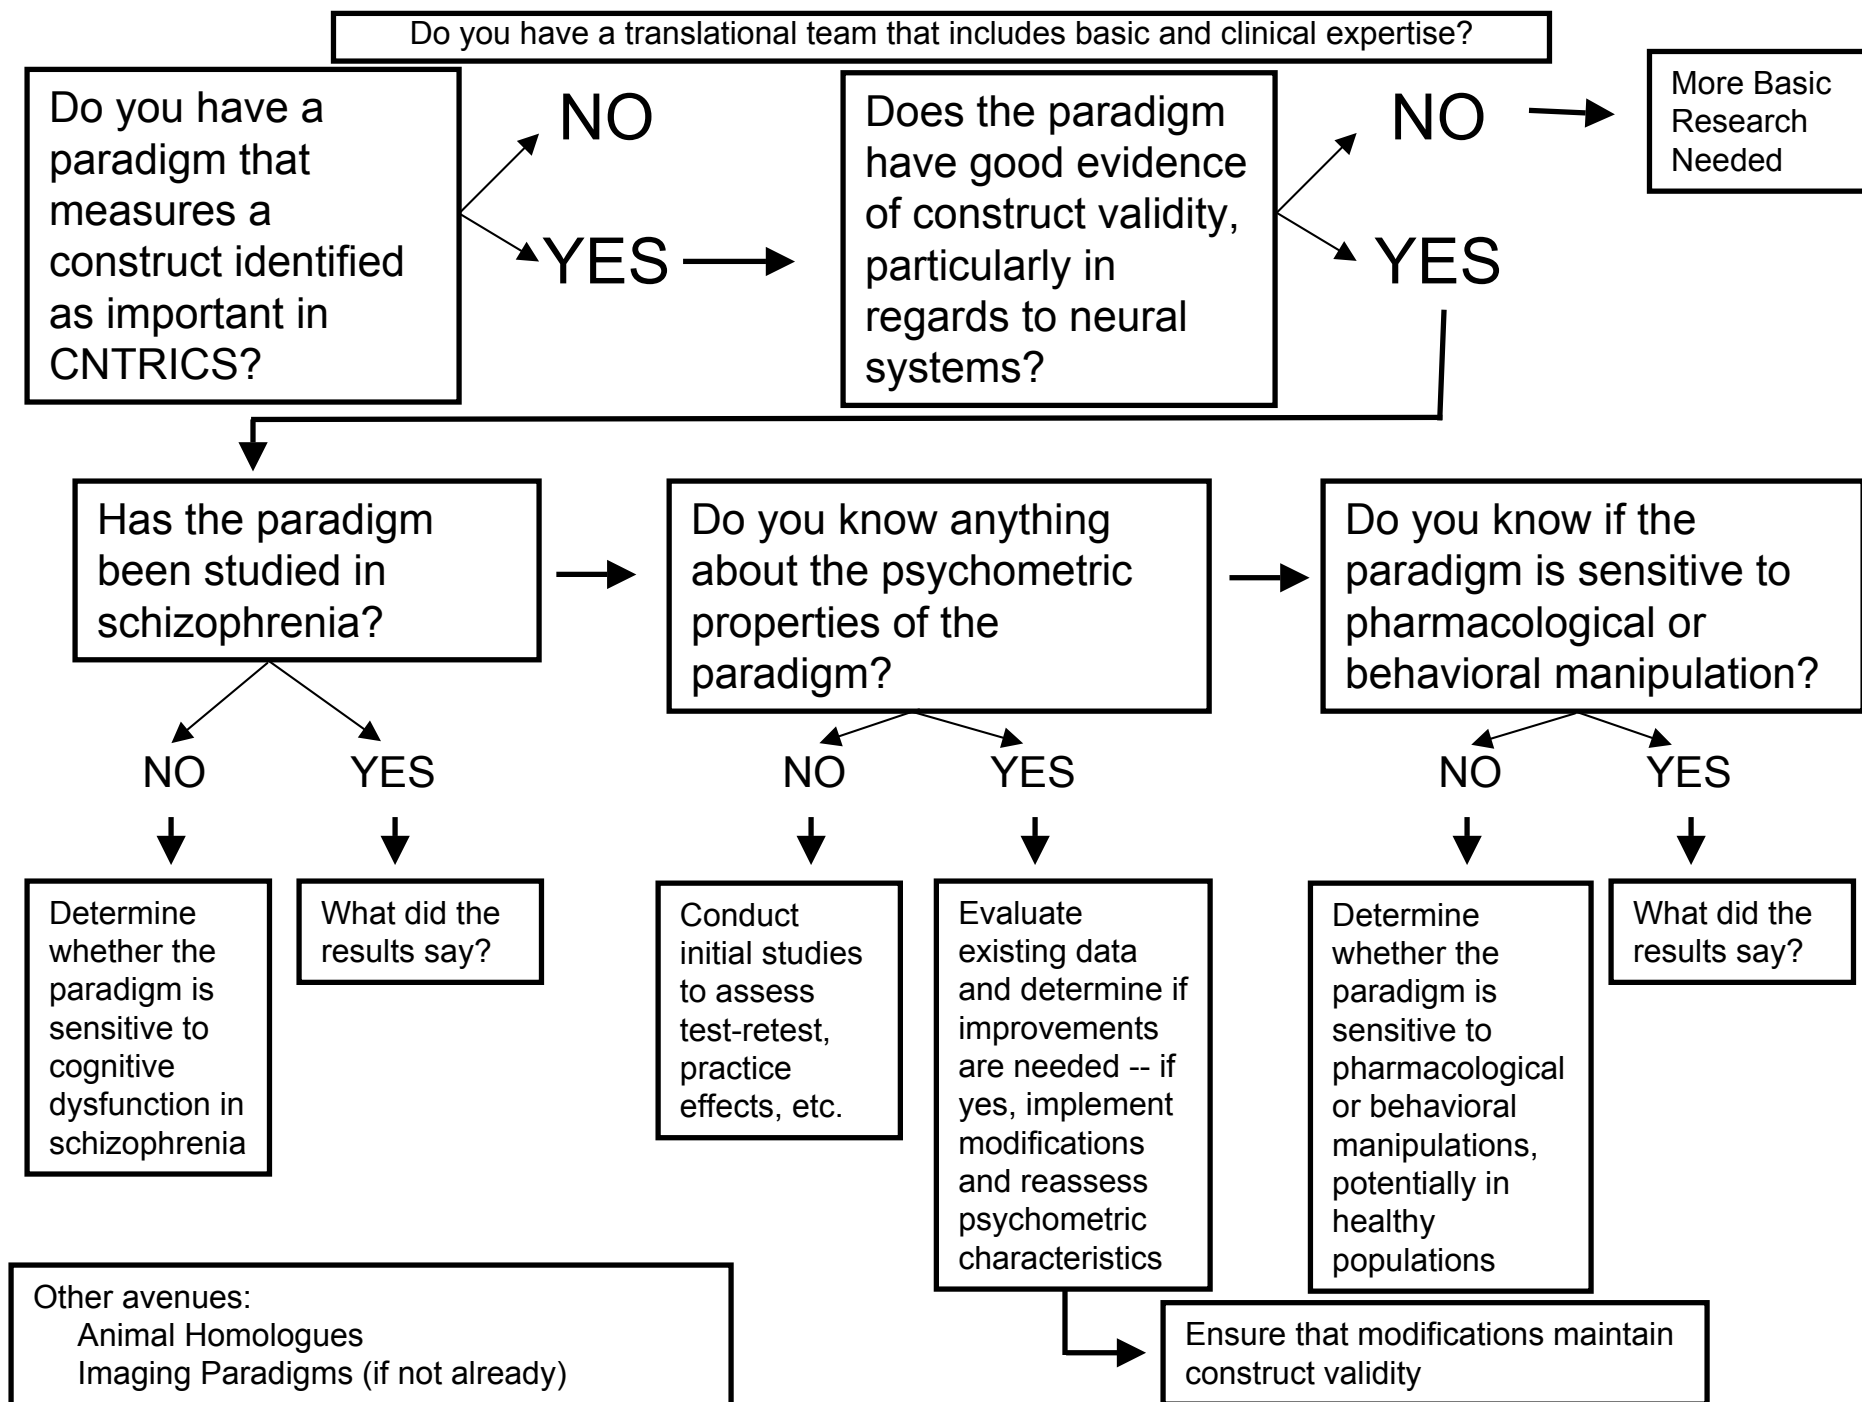 Do you have a translational team that includes basic and clinical expertise?
Do you have a
paradigm that
measures a
construct identified
as important in
CNTRICS?
NO
YES
Does the paradigm
have good evidence
of construct validity,
particularly in
regards to neural
systems?
NO
YES
More Basic
Research
Needed
Has the paradigm
been studied in
schizophrenia?
Do you know anything
about the psychometric
properties of the
paradigm?
Do you know if the
paradigm is sensitive to
pharmacological or
behavioral manipulation?
NO
YES
NO
YES
NO
YES
Determine
whether the
paradigm is
sensitive to
cognitive
dysfunction in
schizophrenia
What did the
results say?
Conduct
initial studies
to assess
test-retest,
practice
effects, etc.
Evaluate
existing data
and determine if
improvements
are needed -- if
yes, implement
modifications
and reassess
psychometric
characteristics
Determine
whether the
paradigm is
sensitive to
pharmacological
or behavioral
manipulations,
potentially in
healthy
populations
What did the
results say?
Other avenues:
Animal Homologues
Imaging Paradigms (if not already)
Ensure that modifications maintain
construct validity